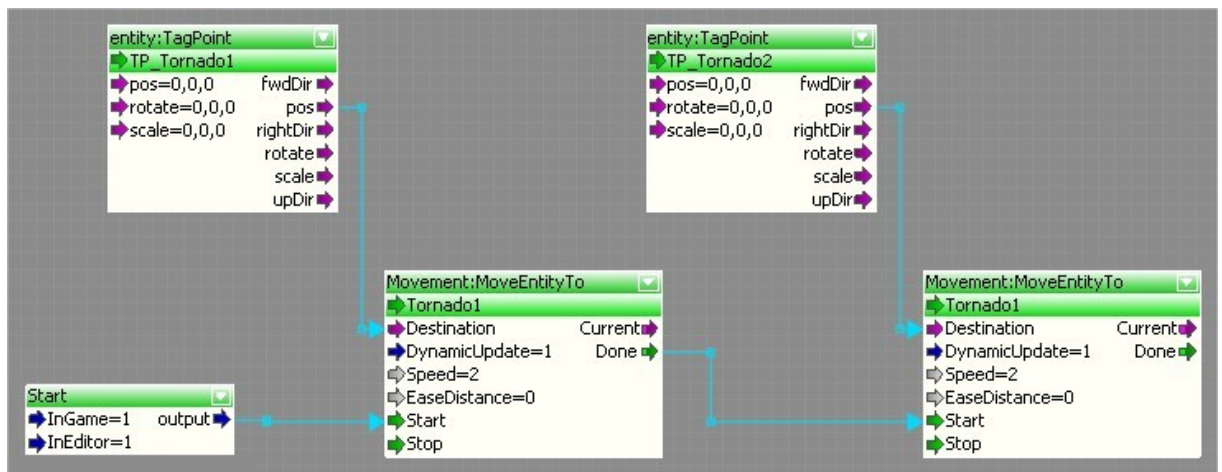 entity:TagPoint
TP_Tornado1
pos=0,0,0 fwdDir
rotate=0,0,0 pos
scale=0,0,0 rightDir
rotate
scale
upDir
entity:TagPoint
TP_Tornado2
pos=0,0,0 fwdDir
rotate=0,0,0 pos
scale=0,0,0 rightDir
rotate
scale
upDir
Start
InGame=1 output
InEditor=1
Movement:MoveEntityTo
Tornado1
Destination Current
DynamicUpdate=1 Done
Speed=2
EaseDistance=0
Start
Stop
Movement:MoveEntityTo
Tornado1
Destination Current
DynamicUpdate=1 Done
Speed=2
EaseDistance=0
Start
Stop